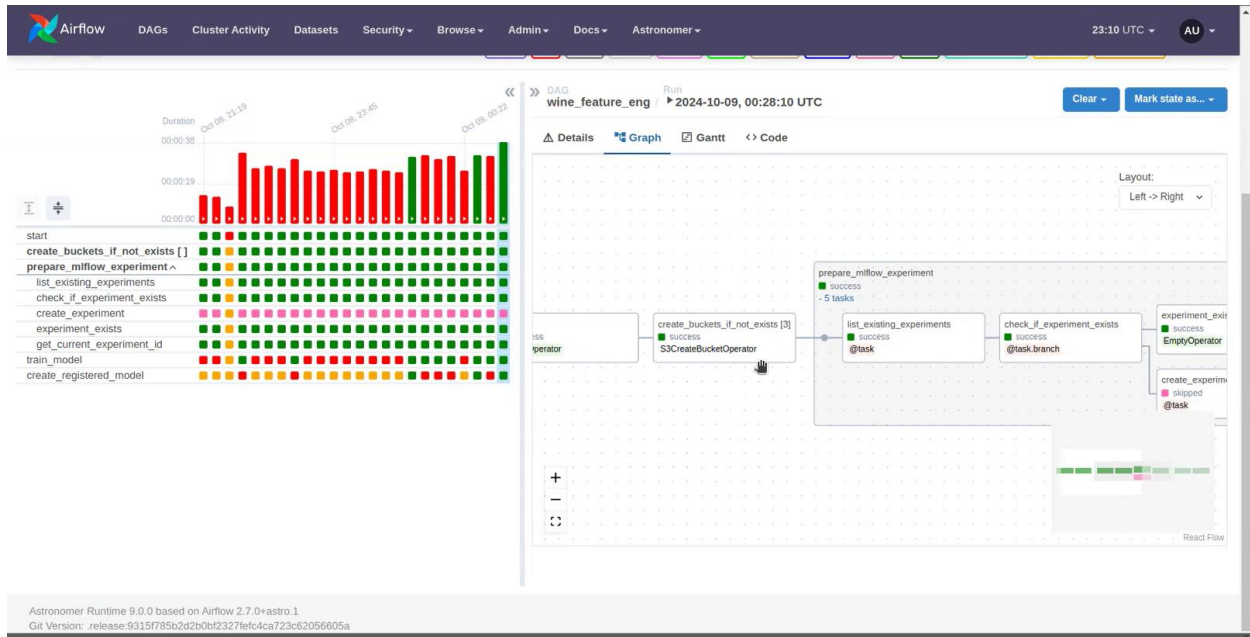 Airflow DAGs Cluster Activity Datasets Security Browse Admin Docs Astronomer 23:10 UTC AU
DAG Run
wine_feature_eng / 2024-10-09, 00:28:10 UTC
Clear Mark state as...
Details Graph Gantt Code
Duration Oct 08, 21:19 Oct 08, 23:45 Oct 09, 00:22
00:00:38
00:00:19
00:00:00
start
create_buckets_if_not_exists [ ]
prepare_mlflow_experiment
list_existing_experiments
check_if_experiment_exists
create_experiment
experiment_exists
get_current_experiment_id
train_model
create_registered_model
Layout:
Left -> Right
prepare_mlflow_experiment
success
- 5 tasks
ess
perator
create_buckets_if_not_exists [3]
success
S3CreateBucketOperator
list_existing_experiments
success
@task
check_if_experiment_exists
success
@task.branch
experiment_exis
success
EmptyOperator
create_experim
skipped
@task
React Flow
Astronomer Runtime 9.0.0 based on Airflow 2.7.0+astro.1
Git Version: .release:9315f785b2d2b0bf2327fefc4ca723c62056605a